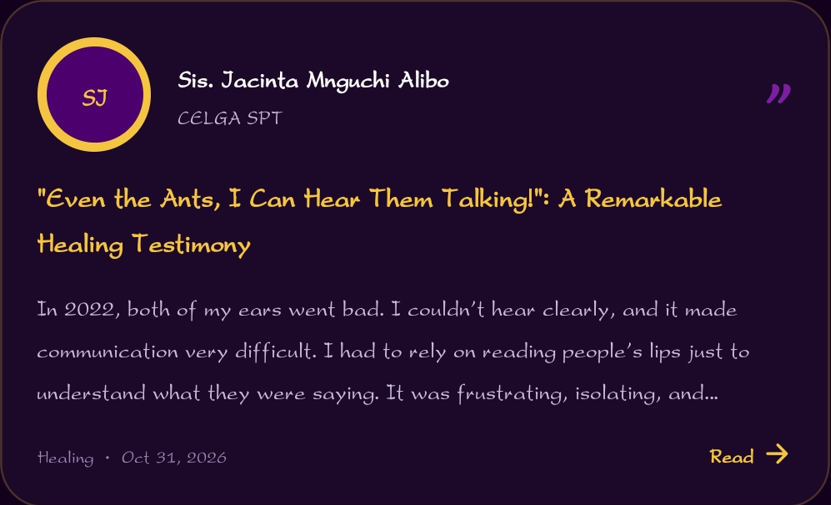 SJ
Sis. Jacinta Mnguchi Alibo
CELGA SPT
”
"Even the Ants, I Can Hear Them Talking!": A Remarkable
Healing Testimony
In 2022, both of my ears went bad. I couldn’t hear clearly, and it made
communication very difficult. I had to rely on reading people’s lips just to
understand what they were saying. It was frustrating, isolating, and...
Healing • Oct 31, 2026
Read →